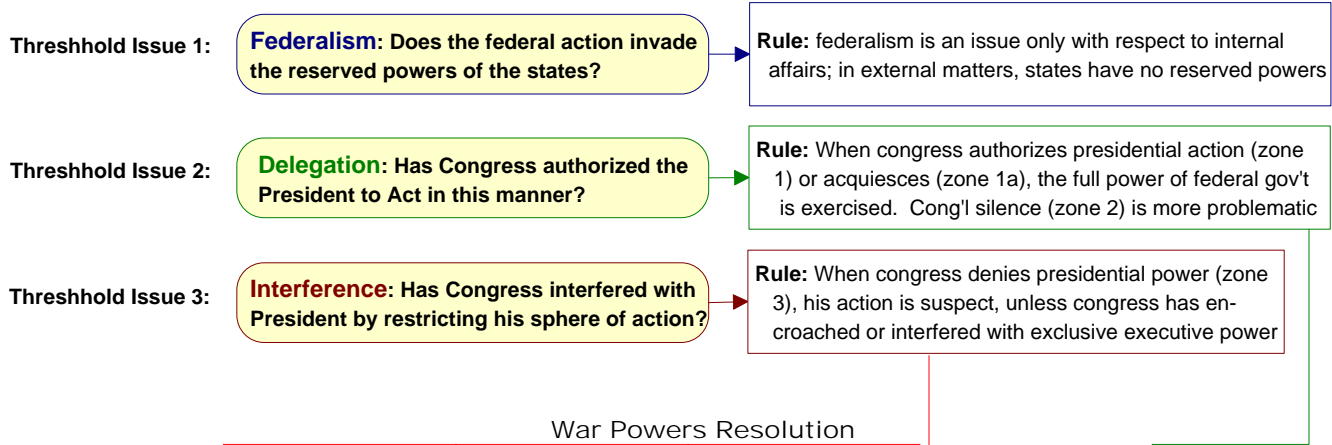 Threshhold Issue 1:
Federalism: Does the federal action invade
the reserved powers of the states?
Rule: federalism is an issue only with respect to internal
affairs; in external matters, states have no reserved powers
Threshhold Issue 2:
Delegation: Has Congress authorized the
President to Act in this manner?
Rule: When congress authorizes presidential action (zone
1) or acquiesces (zone 1a), the full power of federal gov't
is exercised.  Cong'l silence (zone 2) is more problematic
Threshhold Issue 3:
Interference: Has Congress interfered with
President by restricting his sphere of action?
Rule: When congress denies presidential power (zone
3), his action is suspect, unless congress has en-
croached or interfered with exclusive executive power
War Powers Resolution